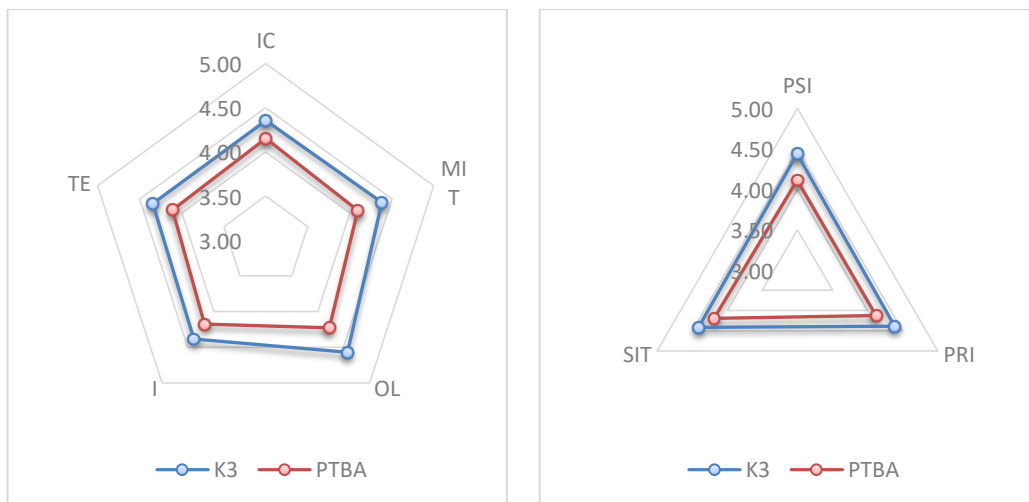 IC
5.00
4.50
4.00
3.50
3.00
TE
MI
T
I
OL
K3
PTBA
PSI
5.00
4.50
4.00
3.50
3.00
SIT
PRI
K3
PTBA